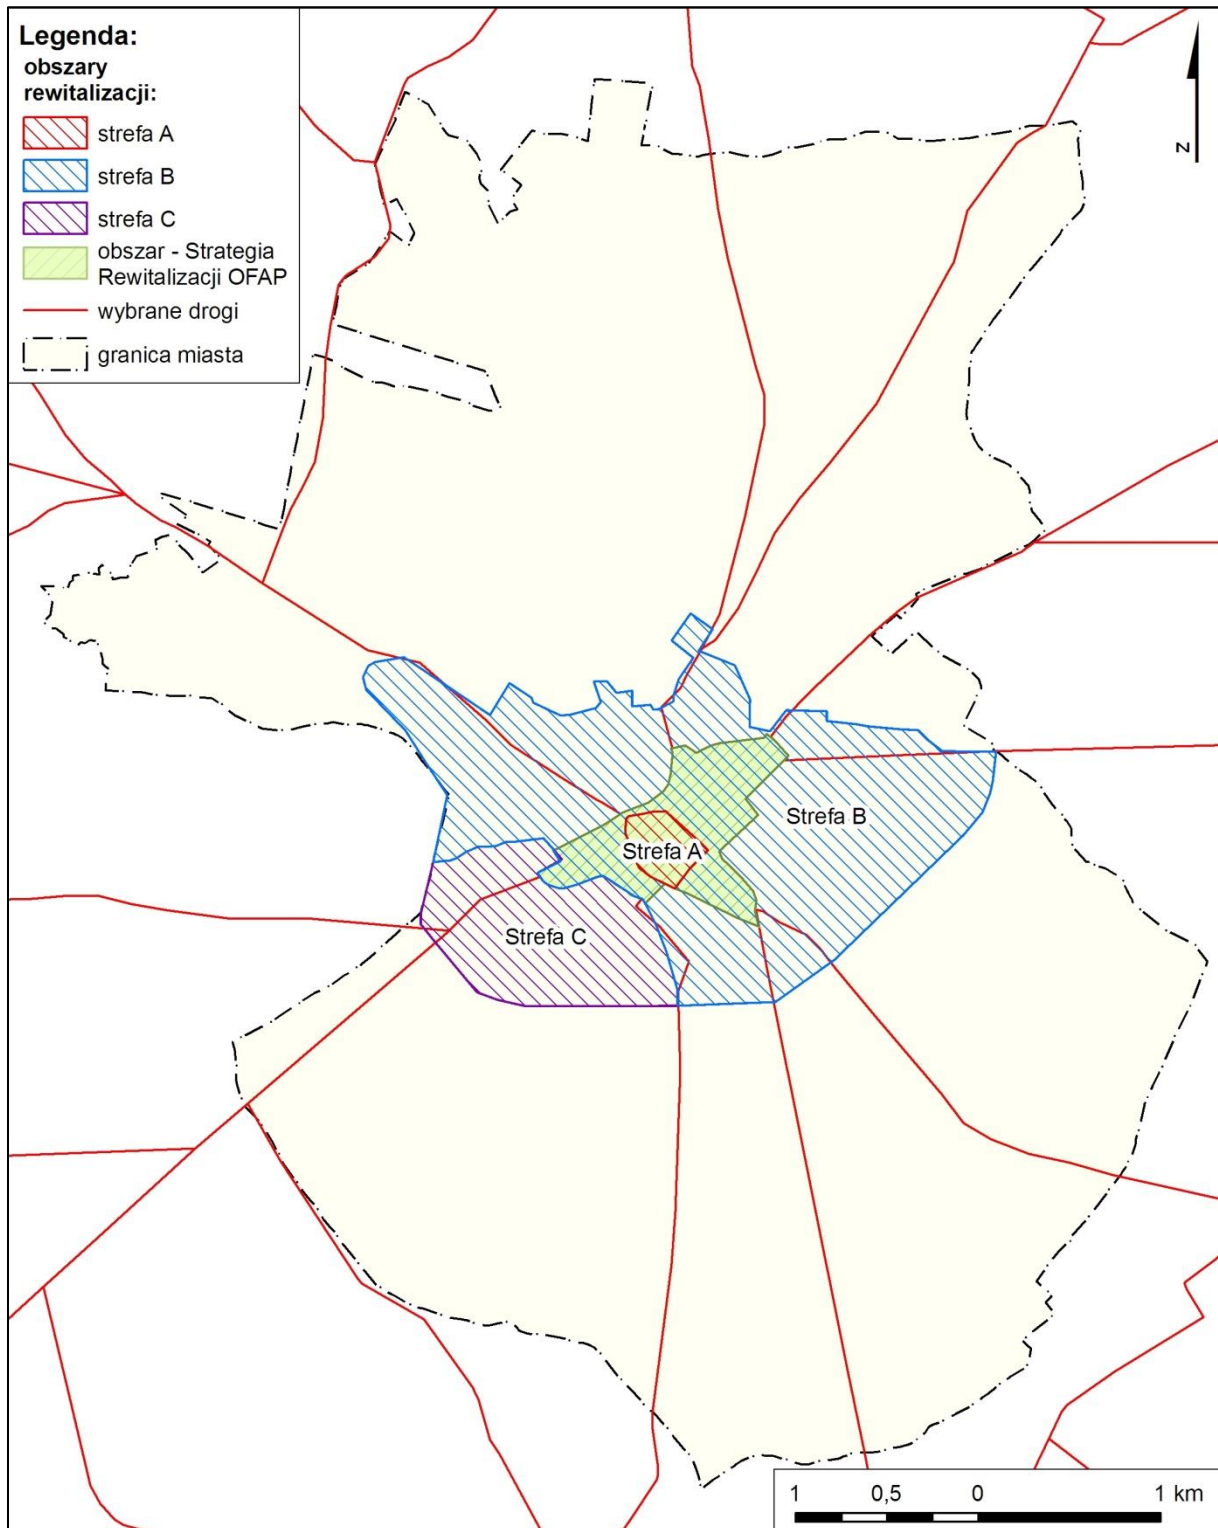 Legenda:
obszary
rewitalizacji:
strefa A
strefa B
strefa C
obszar - Strategia
Rewitalizacji OFAP
wybrane drogi
granica miasta
z
Strefa B
Strefa A
Strefa C
1 0,5 0 1 km